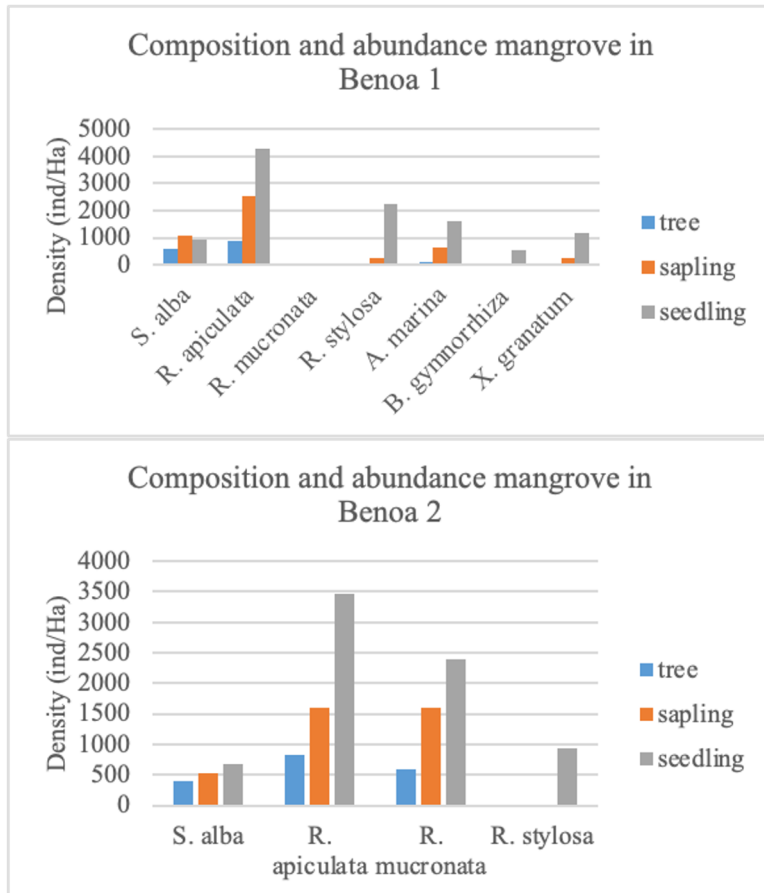 Composition and abundance mangrove in
Benoa 1
Density (ind/Ha)
5000
4000
3000
2000
1000
0
S. alba
R. apiculata
R. mucronata
R. stylosa
A. marina
B. gymnorrhiza
X. granatum
tree
sapling
seedling
Composition and abundance mangrove in
Benoa 2
Density (ind/Ha)
4000
3500
3000
2500
2000
1500
1000
500
0
S. alba
R.
apiculata
R.
mucronata
R. stylosa
tree
sapling
seedling